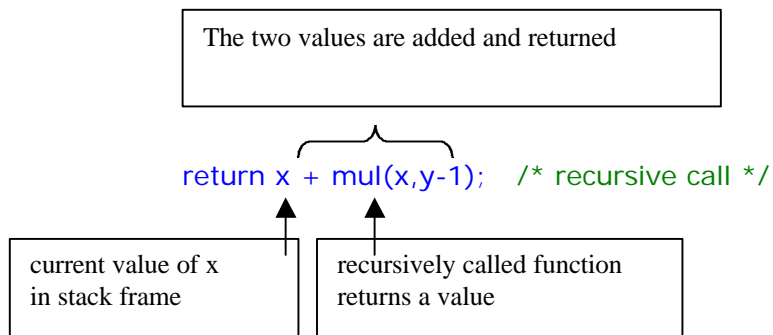 The two values are added and returned
return x + mul(x,y-1);  /* recursive call */
current value of x
in stack frame
recursively called function
returns a value